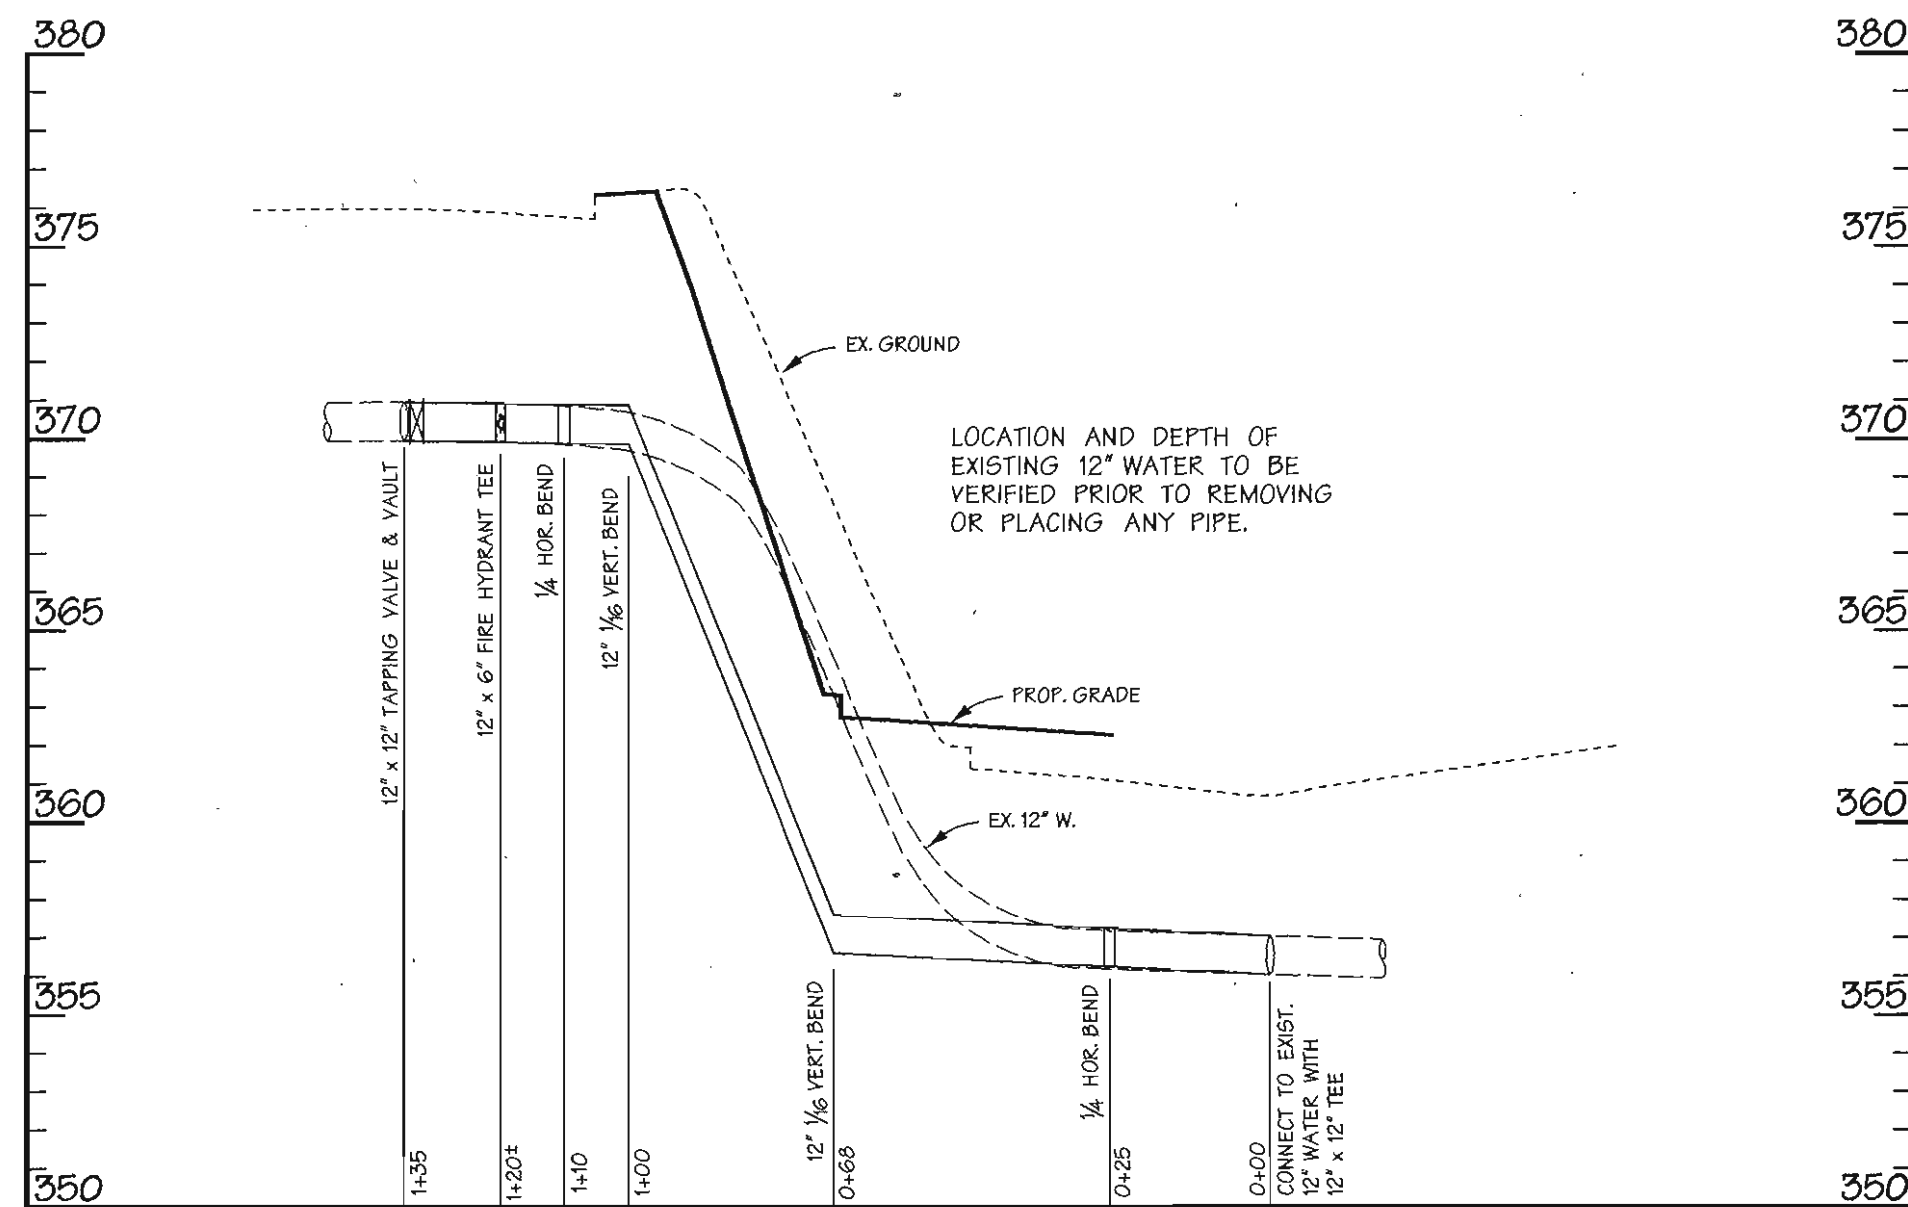 380
380
375
375
EX. GROUND
370
370
LOCATION AND DEPTH OF
EXISTING 12" WATER TO BE
VERIFIED PRIOR TO REMOVING
OR PLACING ANY PIPE.
12" x 12" TAPPING VALVE & VAULT
12" x 6" FIRE HYDRANT TEE
1/4 HOR. BEND
12" 1/16 VERT. BEND
365
365
PROP. GRADE
360
360
EX. 12" W.
355
355
12" 1/16 VERT. BEND
1/4 HOR. BEND
CONNECT TO EXIST.
12" WATER WITH
12" x 12" TEE
350
1+35
1+20±
1+10
1+00
0+68
0+25
0+00
350